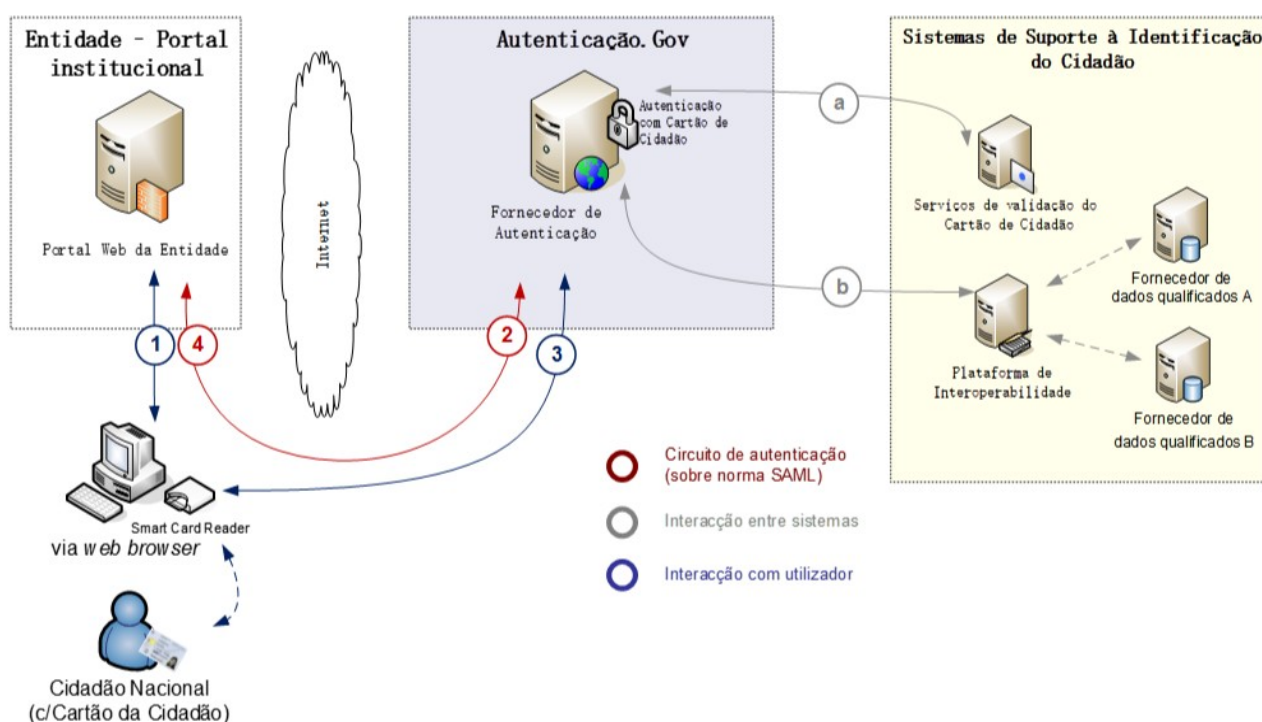 Entidade - Portal
institucional
Portal Web da Entidade
Internet
Autenticação.Gov
Autenticação
com Cartão de
Cidadão
Fornecedor de
Autenticação
Sistemas de Suporte à Identificação
do Cidadão
Serviços de validação do
Cartão de Cidadão
Fornecedor de
dados qualificados A
Plataforma de
Interoperabilidade
Fornecedor de
dados qualificados B
a
b
1
4
2
3
Smart Card Reader
via web browser
Cidadão Nacional
(c/Cartão da Cidadão)
Circuito de autenticação
(sobre norma SAML)
Interacção entre sistemas
Interacção com utilizador